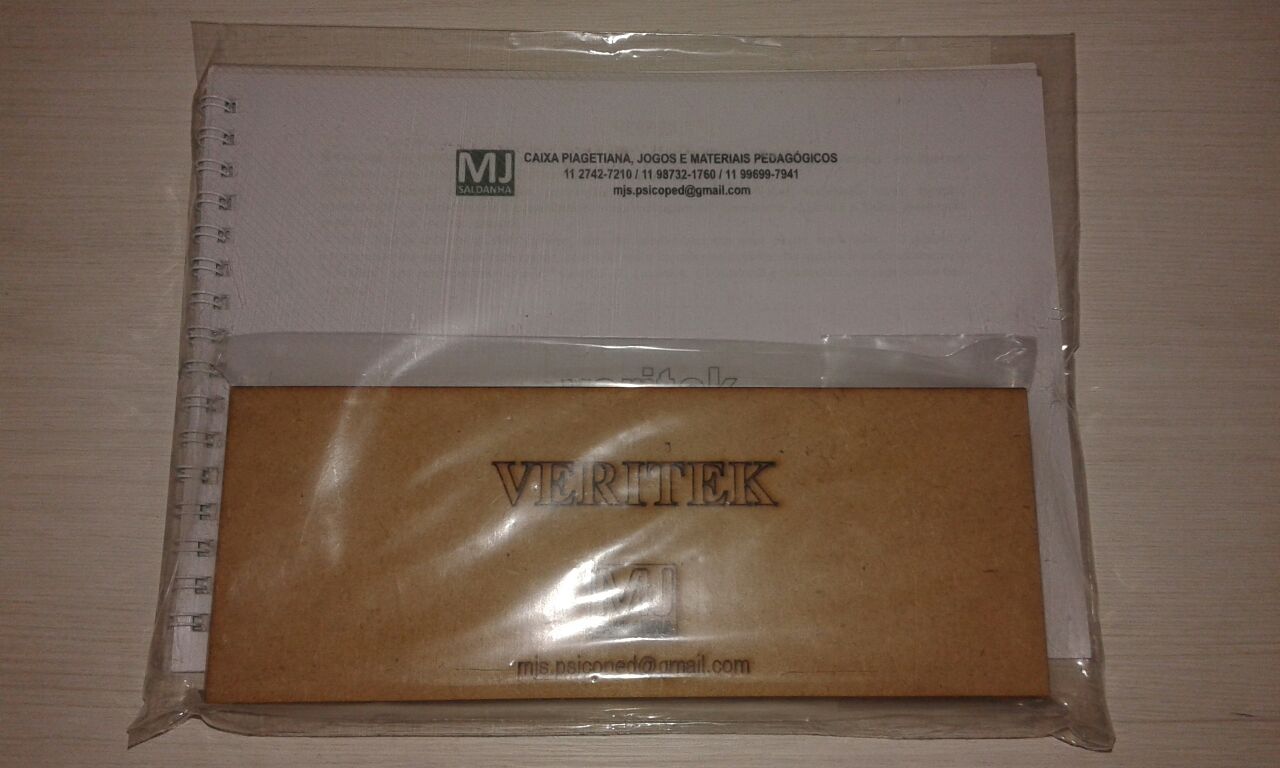 MJ
SALDANHA
CAIXA PIAGETIANA, JOGOS E MATERIAIS PEDAGÓGICOS
11 2742-7210 / 11 98732-1760 / 11 99699-7941
mjs.psicoped@gmail.com
veritek
VERITEK
MJ
mjs.psicoped@gmail.com